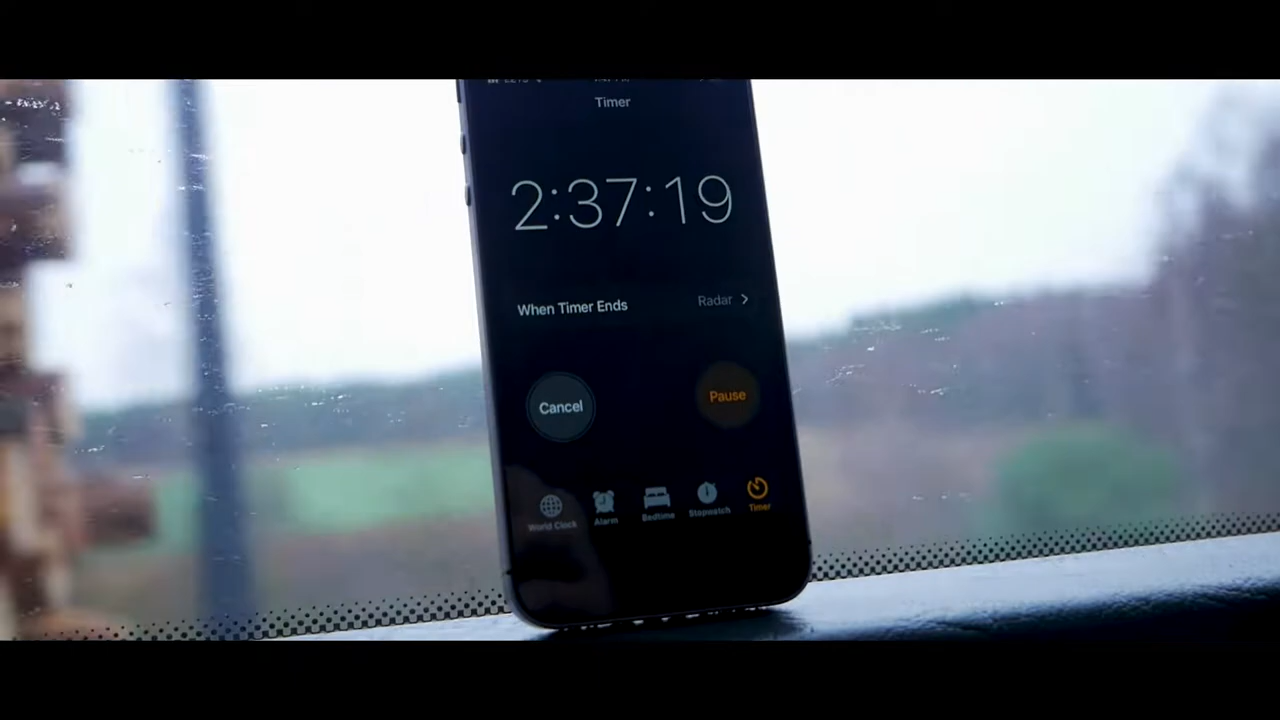 Timer
2:37:19
When Timer Ends Radar
Cancel Pause
World Clock Alarm Bedtime Stopwatch Timer